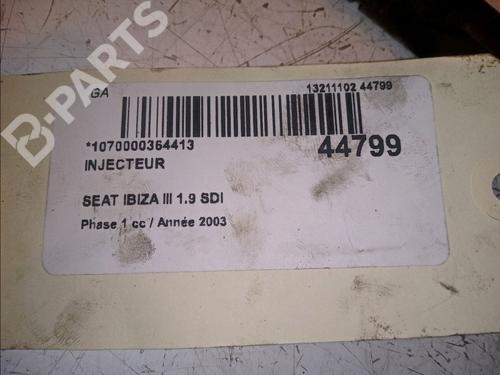 B-PARTS
GA 13211102 44799
*1070000364413 44799
INJECTEUR
SEAT IBIZA III 1.9 SDI
Phase 1 cc / Année 2003